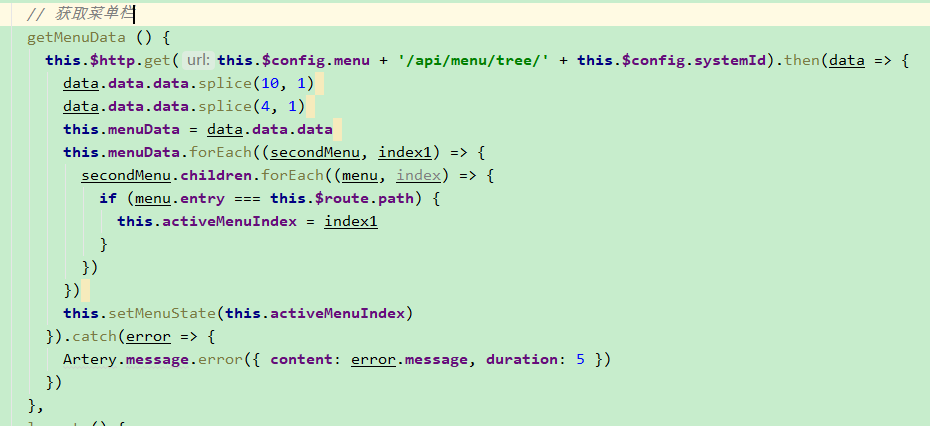 // 获取菜单栏
getMenuData () {
this.$http.get( url: this.$config.menu + '/api/menu/tree/' + this.$config.systemId).then(data => {
data.data.data.splice(10, 1)
data.data.data.splice(4, 1)
this.menuData = data.data.data
this.menuData.forEach((secondMenu, index1) => {
secondMenu.children.forEach((menu, index) => {
if (menu.entry === this.$route.path) {
this.activeMenuIndex = index1
}
})
})
this.setMenuState(this.activeMenuIndex)
}).catch(error => {
Artery.message.error({ content: error.message, duration: 5 })
})
},